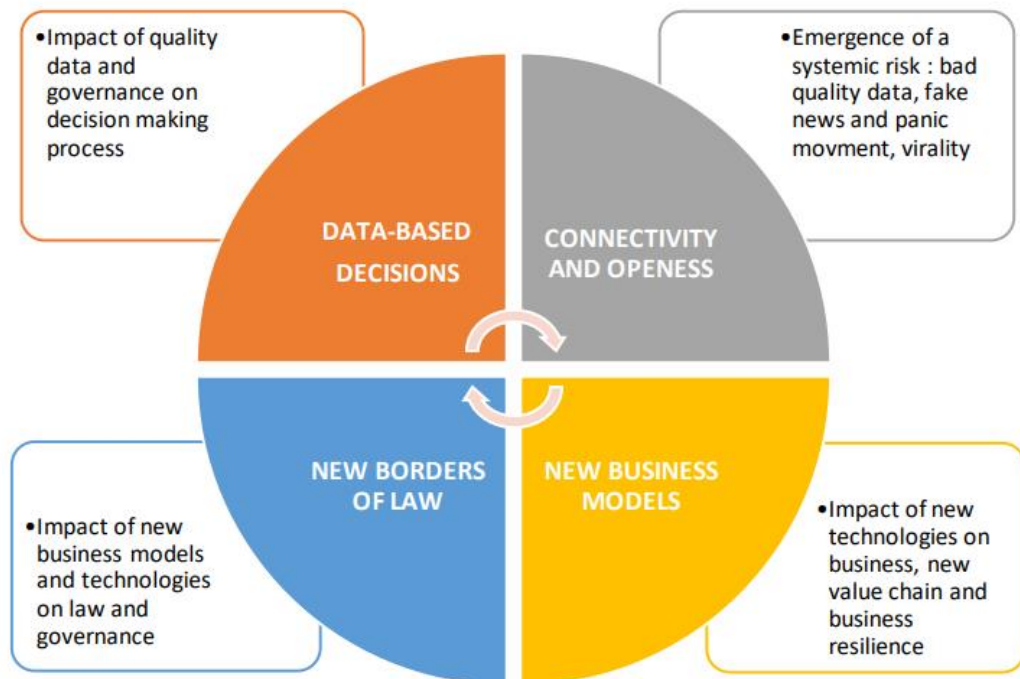 •Impact of quality
data and
governance on
decision making
process
•Emergence of a
systemic risk : bad
quality data, fake
news and panic
movment, virality
DATA-BASED
DECISIONS
CONNECTIVITY
AND OPENESS
NEW BORDERS
OF LAW
NEW BUSINESS
MODELS
•Impact of new
business models
and technologies
on law and
governance
•Impact of new
technologies on
business, new
value chain and
business
resilience